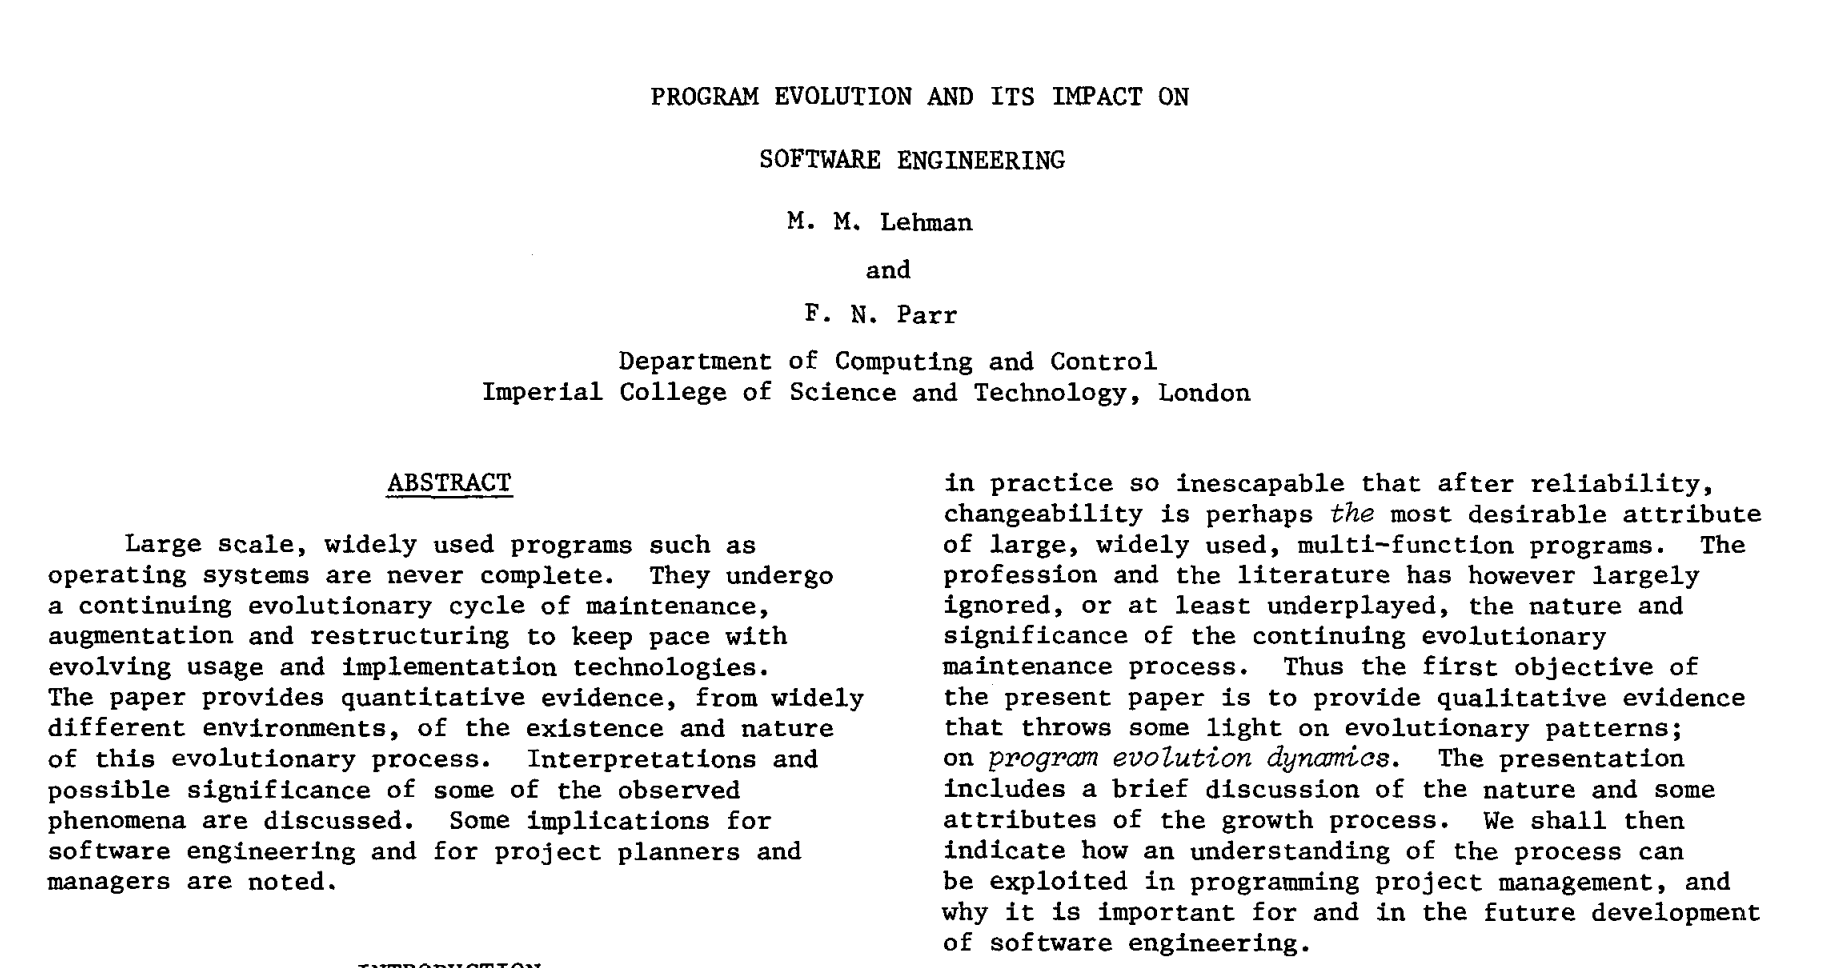 PROGRAM EVOLUTION AND ITS IMPACT ON
SOFTWARE ENGINEERING
M. M. Lehman
and
F. N. Parr
Department of Computing and Control
Imperial College of Science and Technology, London
ABSTRACT
Large scale, widely used programs such as
operating systems are never complete. They undergo
a continuing evolutionary cycle of maintenance,
augmentation and restructuring to keep pace with
evolving usage and implementation technologies.
The paper provides quantitative evidence, from widely
different environments, of the existence and nature
of this evolutionary process. Interpretations and
possible significance of some of the observed
phenomena are discussed. Some implications for
software engineering and for project planners and
managers are noted.
INTRODUCTION
in practice so inescapable that after reliability,
changeability is perhaps the most desirable attribute
of large, widely used, multi-function programs. The
profession and the literature has however largely
ignored, or at least underplayed, the nature and
significance of the continuing evolutionary
maintenance process. Thus the first objective of
the present paper is to provide qualitative evidence
that throws some light on evolutionary patterns;
on program evolution dynamics. The presentation
includes a brief discussion of the nature and some
attributes of the growth process. We shall then
indicate how an understanding of the process can
be exploited in programming project management, and
why it is important for and in the future development
of software engineering.